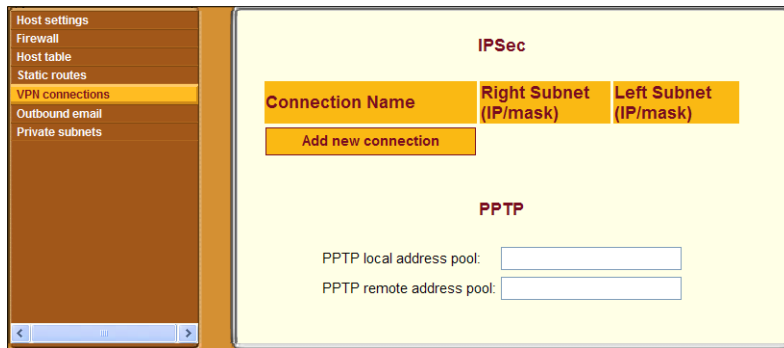 Host settings
Firewall
Host table
Static routes
VPN connections
Outbound email
Private subnets
IPSec
Connection Name
Right Subnet
(IP/mask)
Left Subnet
(IP/mask)
Add new connection
PPTP
PPTP local address pool:
PPTP remote address pool: